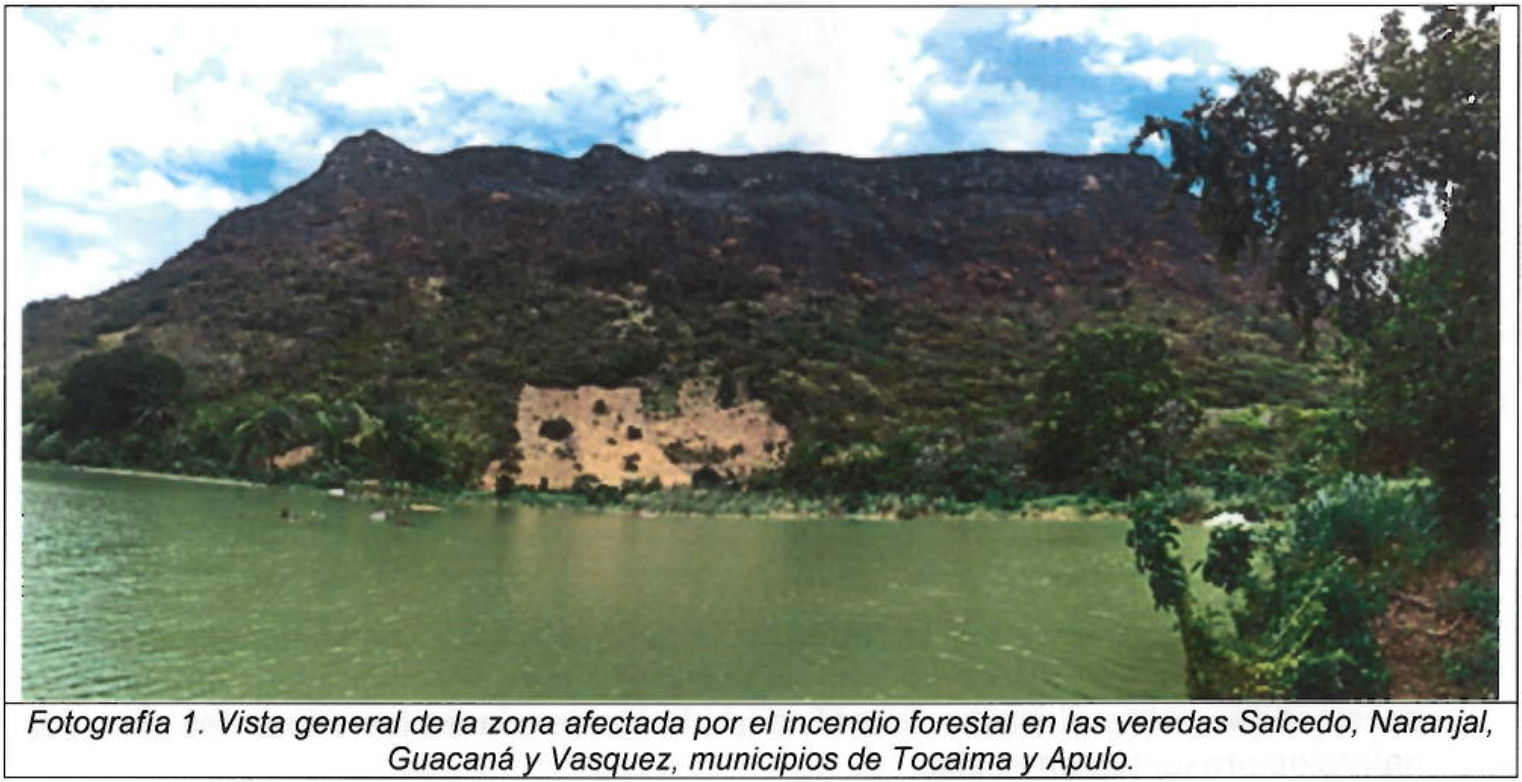 Fotografía 1. Vista general de la zona afectada por el incendio forestal en las veredas Salcedo, Naranjal,
Guacaná y Vasquez, municipios de Tocaima y Apulo.